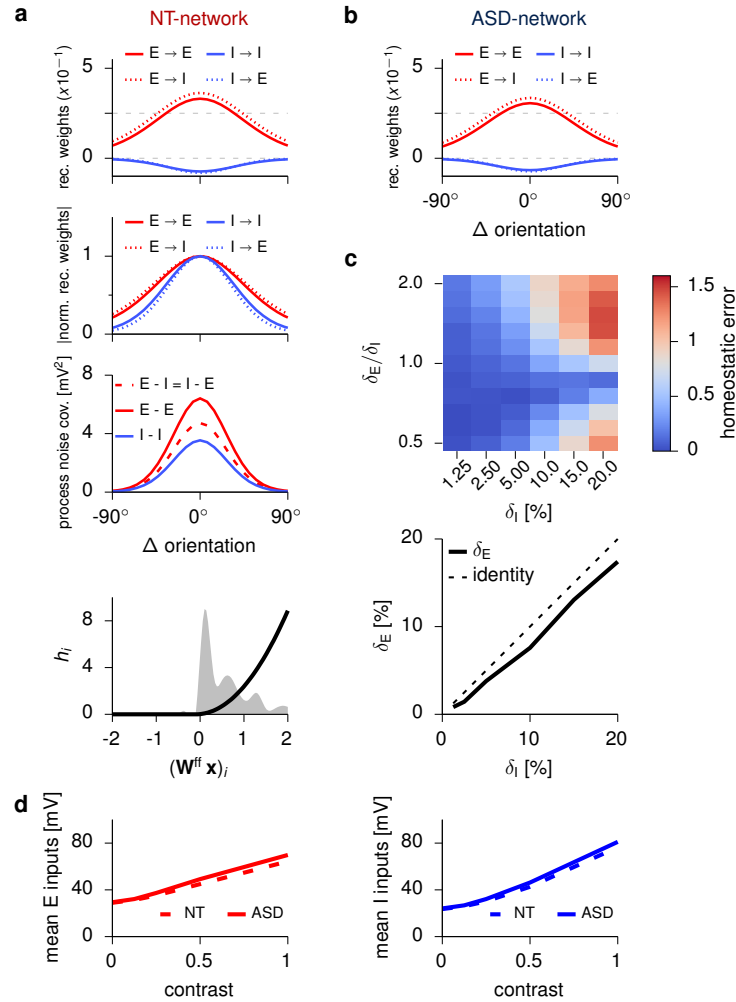 a
NT-network
b
ASD-network
rec. weights (x10⁻¹)
E → E
I → I
E → I
I → E
5
0
rec. weights (x10⁻¹)
E → E
I → I
E → I
I → E
5
0
-90° 0° 90°
Δ orientation
|norm. rec. weights|
E → E
I → I
E → I
I → E
1
0
process noise cov. [mV²]
E - I = I - E
E - E
I - I
8
4
0
-90° 0° 90°
Δ orientation
c
δE/δI
2.0
1.0
0.5
1.25 2.50 5.00 10.0 15.0 20.0
δI [%]
1.5
1
0.5
0
homeostatic error
hi
8
4
0
-2 -1 0 1 2
(Wᶠᶠ x)i
δE [%]
δE
identity
20
10
0
0 10 20
δI [%]
d
mean E inputs [mV]
80
40
0
NT ASD
0 0.5 1
contrast
mean I inputs [mV]
80
40
0
NT ASD
0 0.5 1
contrast